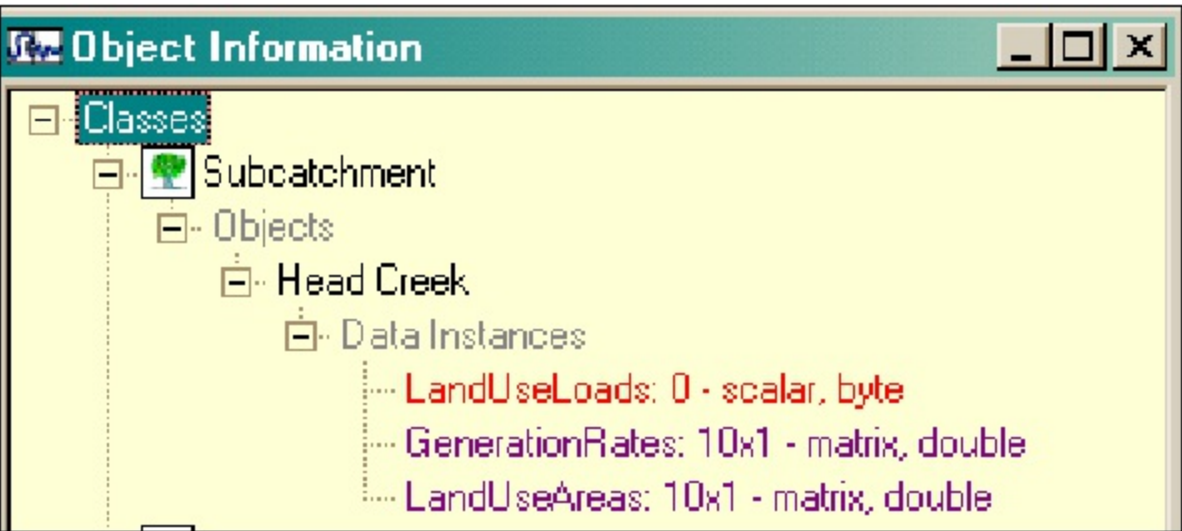 Object Information
Classes
Subcatchment
Objects
Head Creek
Data Instances
LandUseLoads: 0 - scalar, byte
GenerationRates: 10x1 - matrix, double
LandUseAreas: 10x1 - matrix, double